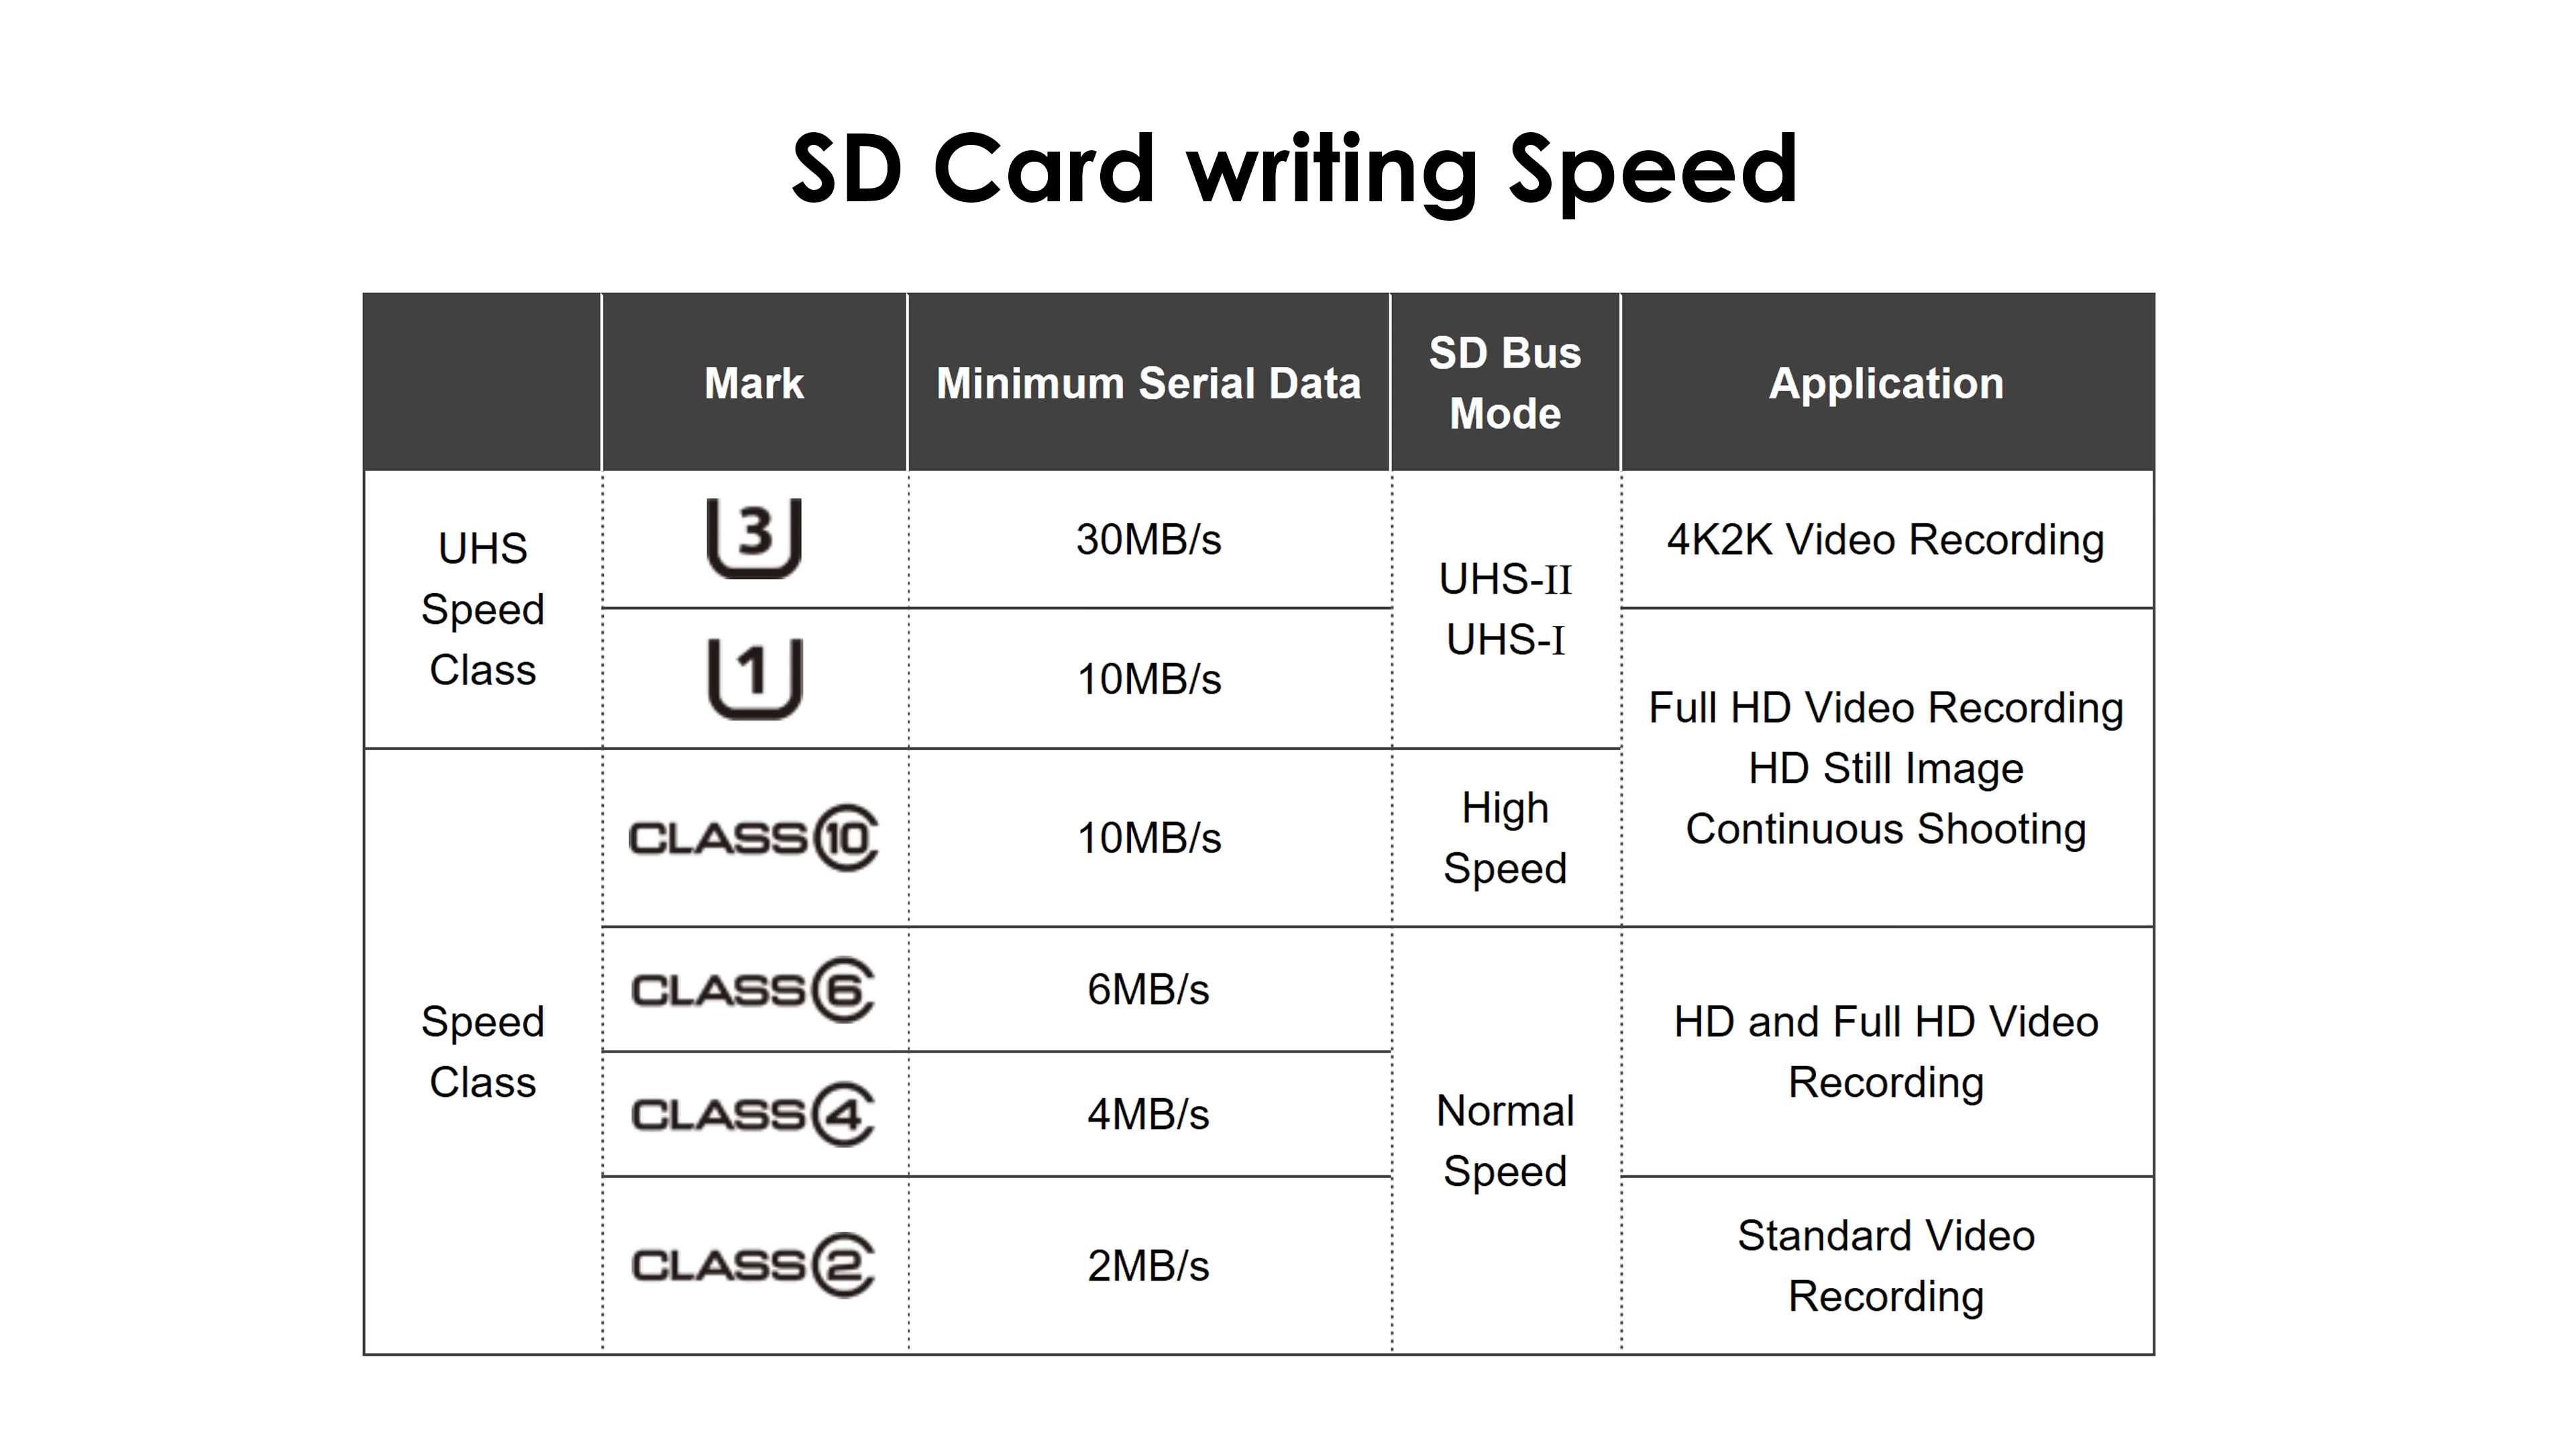 SD Card writing Speed
Mark
Minimum Serial Data
SD Bus
Mode
Application
UHS
Speed
Class
3
30MB/s
UHS-II
UHS-I
4K2K Video Recording
1
10MB/s
Full HD Video Recording
HD Still Image
Continuous Shooting
Speed
Class
CLASS 10
10MB/s
High
Speed
CLASS 6
6MB/s
Normal
Speed
HD and Full HD Video
Recording
CLASS 4
4MB/s
CLASS 2
2MB/s
Standard Video
Recording